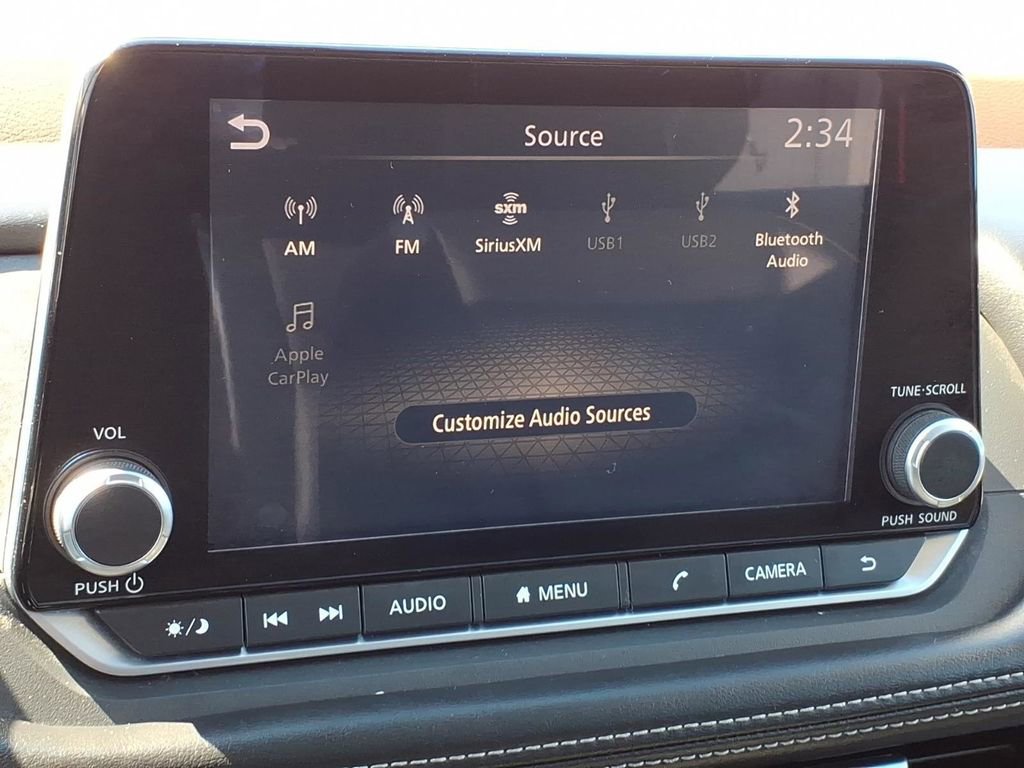 Source
2:34
sxm
AM
FM
SiriusXM
USB1
USB2
Bluetooth
Audio
Apple
CarPlay
Customize Audio Sources
VOL
PUSH
TUNE·SCROLL
PUSH SOUND
AUDIO
MENU
CAMERA